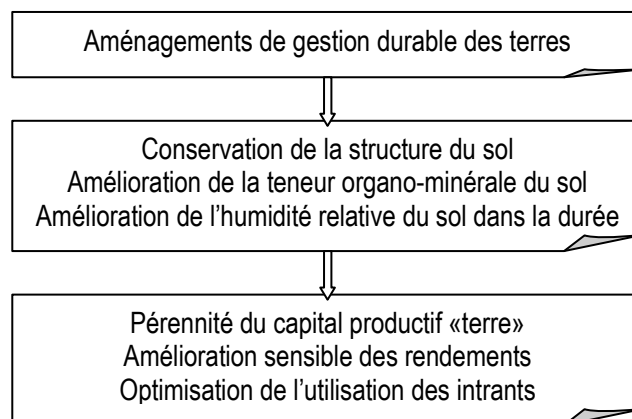 Aménagements de gestion durable des terres
Conservation de la structure du sol
Amélioration de la teneur organo-minérale du sol
Amélioration de l’humidité relative du sol dans la durée
Pérennité du capital productif «terre»
Amélioration sensible des rendements
Optimisation de l’utilisation des intrants